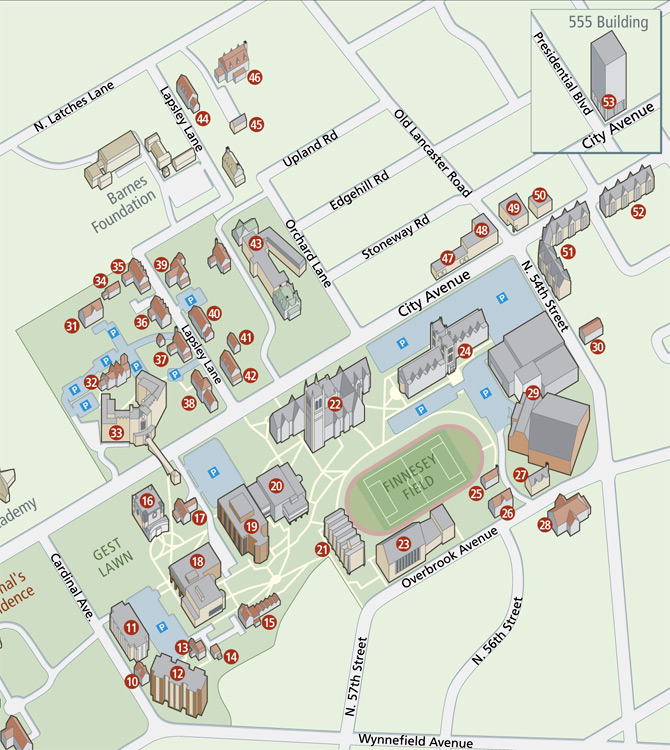 555 Building
Presidential Blvd
53
City Avenue
N. Latches Lane
Lapsley Lane
46
44
45
Old Lancaster Road
Upland Rd
Edgehill Rd
Stoneway Rd
Orchard Lane
Barnes
Foundation
50
49
52
48
51
47
43
City Avenue
N. 54th Street
35
39
34
P
31
36
40
P
P
41
37
Lapsley Lane
P
P
32
P
P
42
38
33
P
24
P
30
22
P
P
29
FINNESEY
FIELD
P
20
27
25
26
28
16
17
19
21
23
ademy
GEST
LAWN
18
Overbrook Avenue
Cardinal Ave.
nal's
dence
11
P
15
13
14
10
12
N. 57th Street
N. 56th Street
Wynnefield Avenue